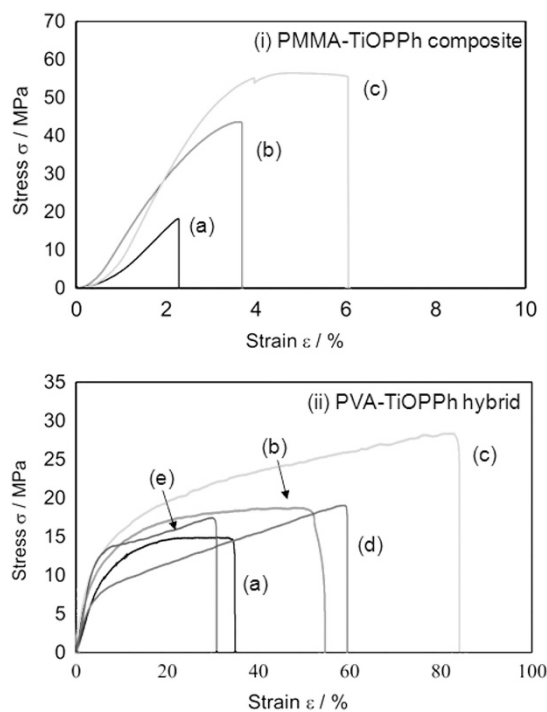 (i) PMMA-TiOPPh composite
Stress σ / MPa
70
60
50
40
30
20
10
0
(c)
(b)
(a)
0 2 4 6 8 10
Strain ε / %
(ii) PVA-TiOPPh hybrid
Stress σ / MPa
35
30
25
20
15
10
5
0
(b)
(c)
(e)
(d)
(a)
0 20 40 60 80 100
Strain ε / %